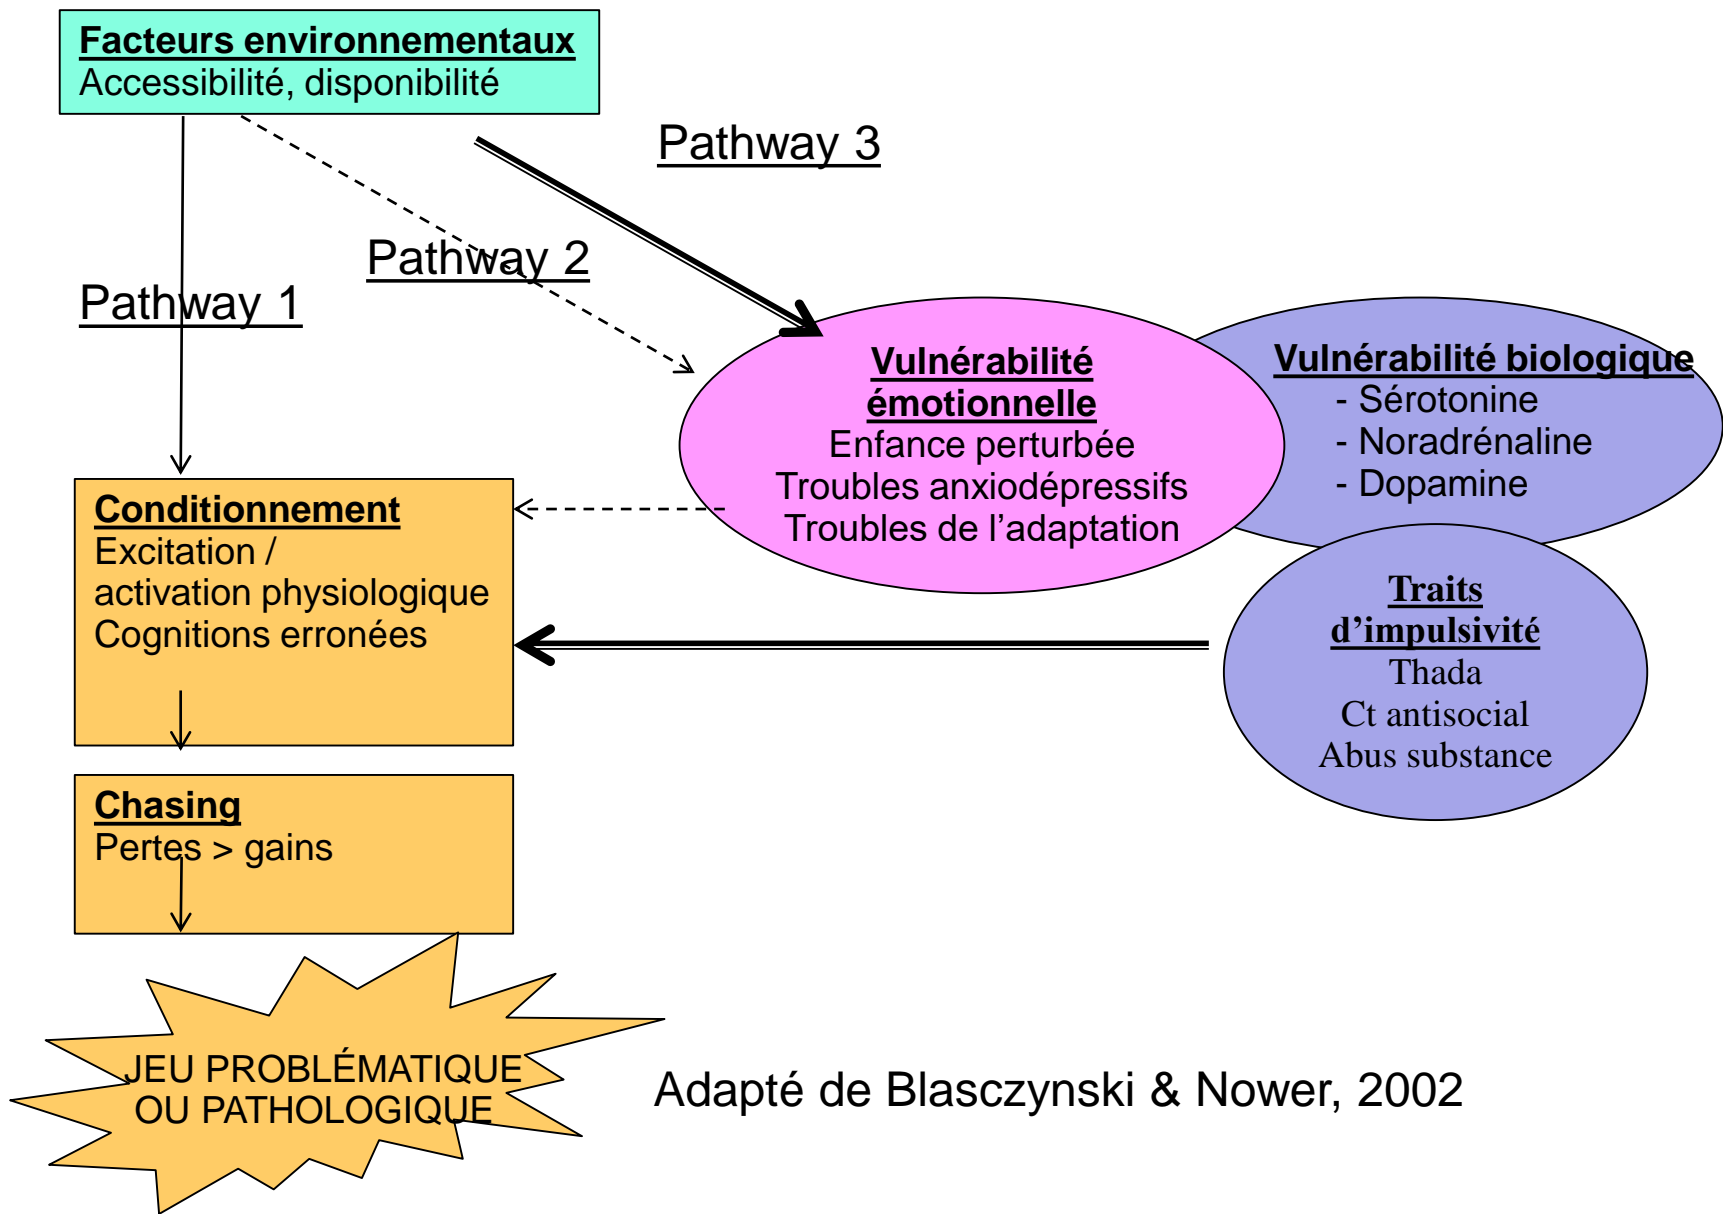 Facteurs environnementaux
Accessibilité, disponibilité
Pathway 3
Pathway 2
Pathway 1
Vulnérabilité
émotionnelle
Enfance perturbée
Troubles anxiodépressifs
Troubles de l’adaptation
Vulnérabilité biologique
- Sérotonine
- Noradrénaline
- Dopamine
Conditionnement
Excitation /
activation physiologique
Cognitions erronées
Traits
d’impulsivité
Thada
Ct antisocial
Abus substance
Chasing
Pertes > gains
JEU PROBLÉMATIQUE
OU PATHOLOGIQUE
Adapté de Blasczynski & Nower, 2002